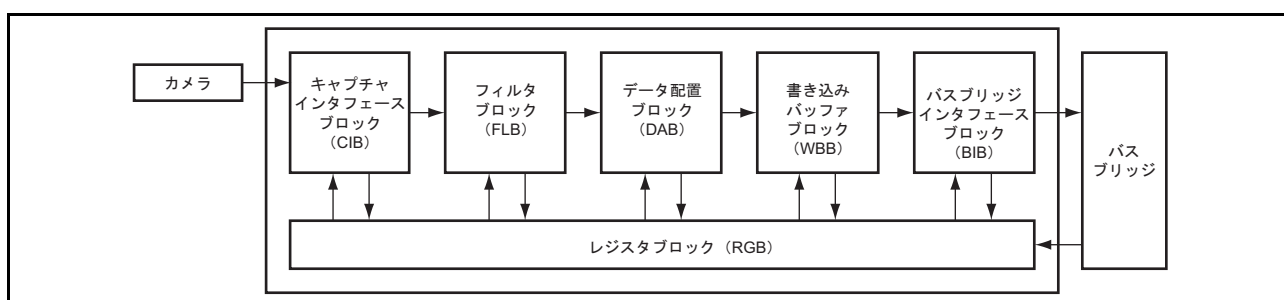 カメラ
キャプチャ
インタフェース
ブロック
(CIB)
フィルタ
ブロック
(FLB)
データ配置
ブロック
(DAB)
書き込み
バッファ
ブロック
(WBB)
バスブリッジ
インタフェース
ブロック
(BIB)
バス
ブリッジ
レジスタブロック (RGB)